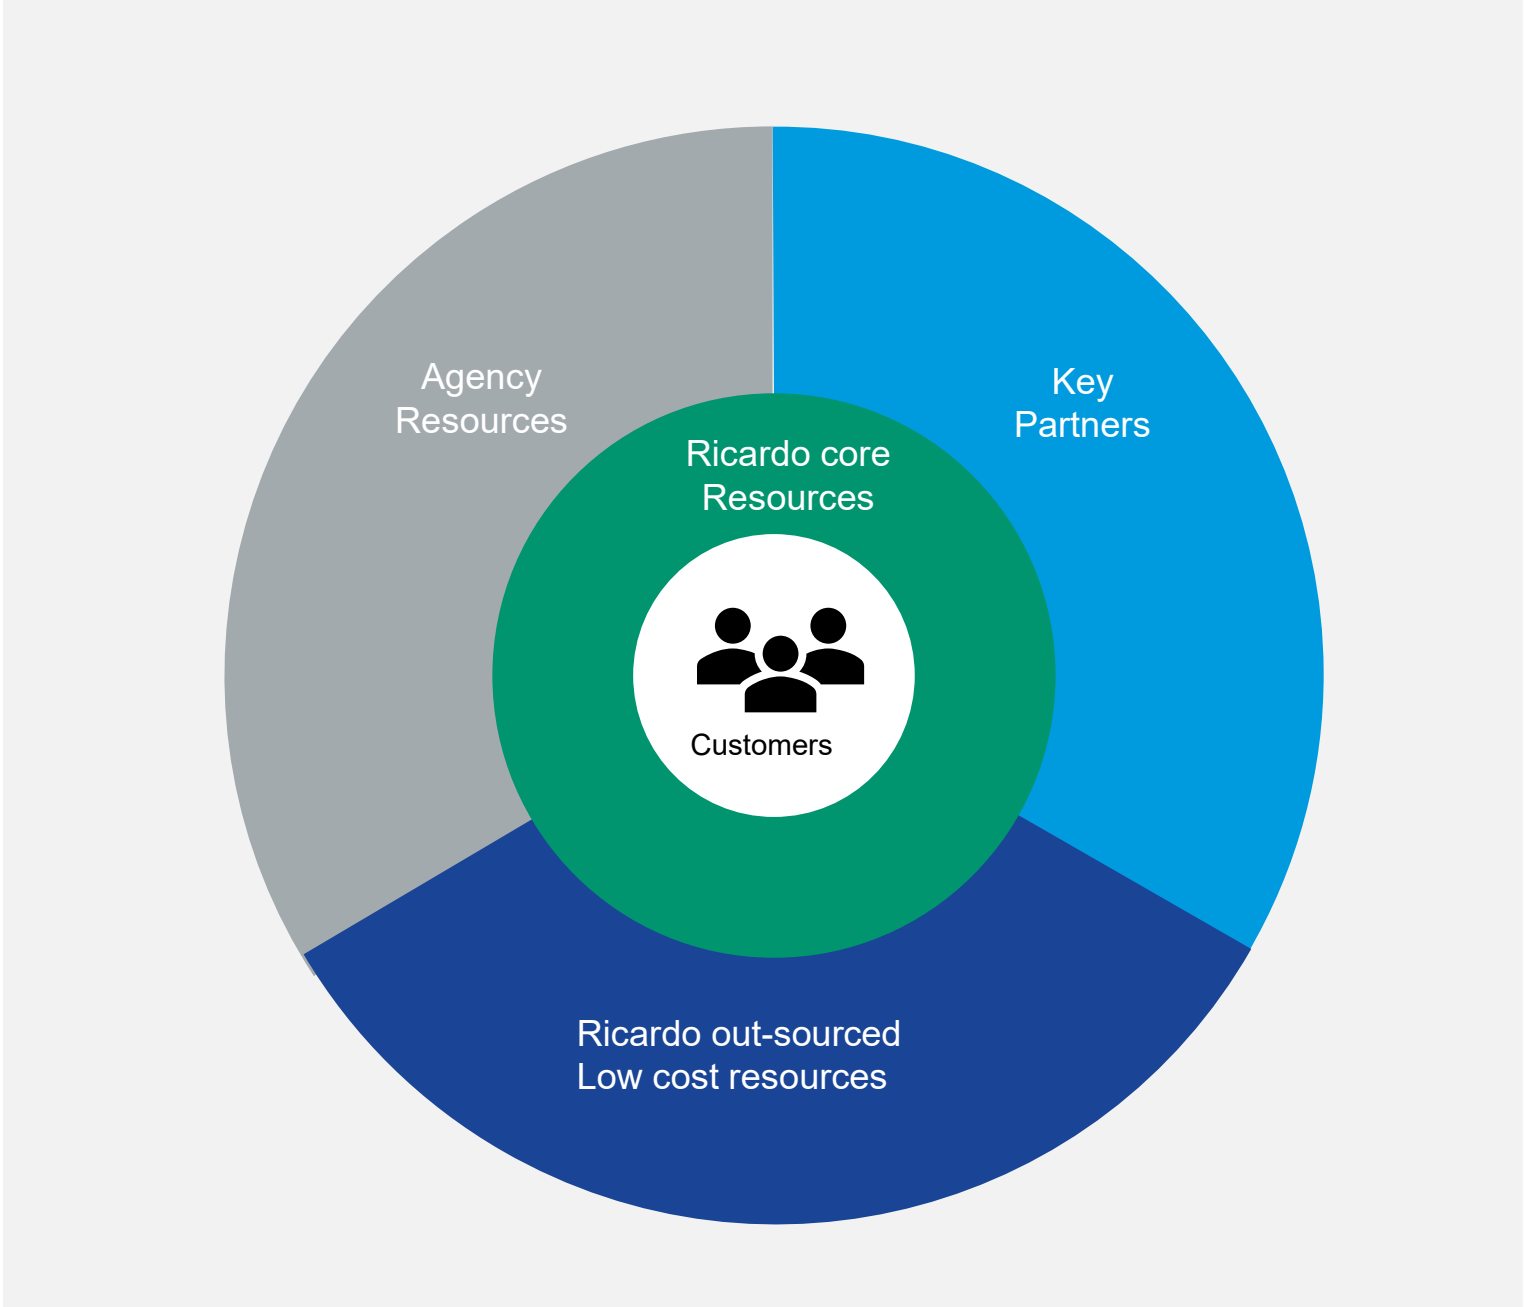 Agency
Resources
Key
Partners
Ricardo core
Resources
Customers
Ricardo out-sourced
Low cost resources